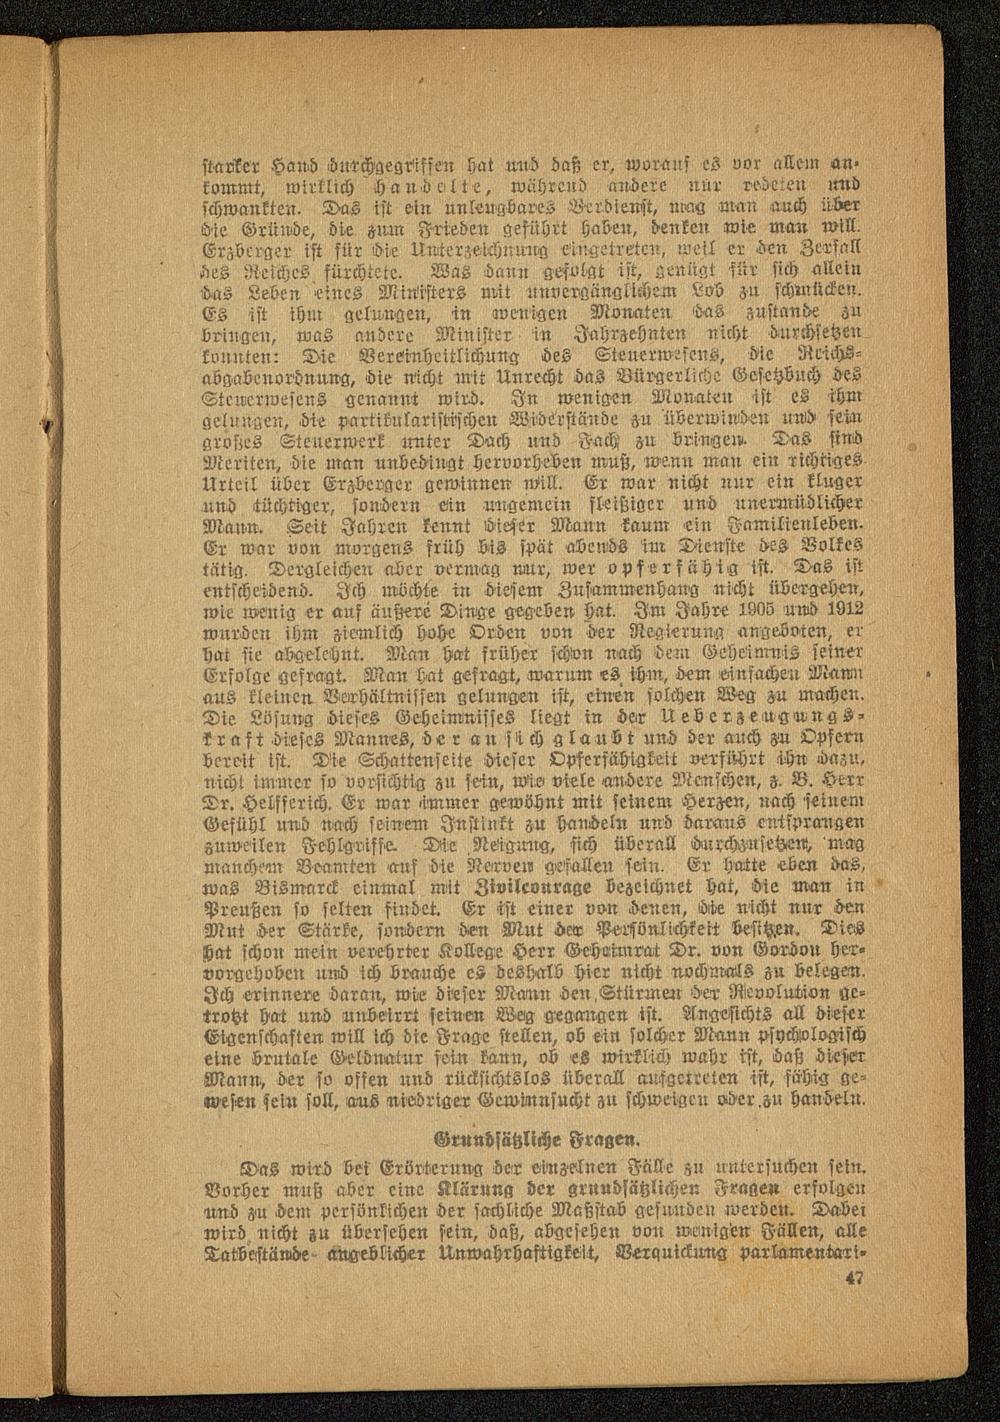 starker Hand durchgegriffen hat und daß er, worauf es vor allem an-
kommt, wirklich handelte, während andere nur redeten und
schwankten. Das ist ein unleugbares Verdienst, mag man auch über
die Gründe, die zum Frieden geführt haben, denken wie man will.
Erzberger ist für die Unterzeichnung eingetreten, weil er den Zerfall
des Reiches fürchtete. Was dann gefolgt ist, genügt für sich allein
das Leben eines Ministers mit unvergänglichem Lob zu schmücken.
Es ist ihm gelungen, in wenigen Monaten das zustande zu
bringen, was andere Minister in Jahrzehnten nicht durchsetzen
konnten: Die Vereinheitlichung des Steuerwesens, die Reichs-
abgabenordnung, die nicht mit Unrecht das Bürgerliche Gesetzbuch des
Steuerwesens genannt wird. In wenigen Monaten ist es ihm
gelungen, die partikularistischen Widerstände zu überwinden und sein
großes Steuerwerk unter Dach und Fach zu bringen. Das sind
Meriten, die man unbedingt hervorheben muß, wenn man ein richtiges
Urteil über Erzberger gewinnen will. Er war nicht nur ein kluger
und tüchtiger, sondern ein ungemein fleißiger und unermüdlicher
Mann. Seit Jahren kennt dieser Mann kaum ein Familienleben.
Er war von morgens früh bis spät abends im Dienste des Volkes
tätig. Dergleichen aber vermag nur, wer opferfähig ist. Das ist
entscheidend. Ich möchte in diesem Zusammenhang nicht übergehen,
wie wenig er auf äußere Dinge gegeben hat. Im Jahre 1905 und 1912
wurden ihm ziemlich hohe Orden von der Regierung angeboten, er
hat sie abgelehnt. Man hat früher schon nach dem Geheimnis seiner
Erfolge gefragt. Man hat gefragt, warum es ihm, dem einfachen Mann
aus kleinen Verhältnissen gelungen ist, einen solchen Weg zu machen.
Die Lösung dieses Geheimnisses liegt in der Ueberzeugungs-
kraft dieses Mannes, der an sich glaubt und der auch zu Opfern
bereit ist. Die Schattenseite dieser Opferfähigkeit verführt ihn dazu,
nicht immer so vorsichtig zu sein, wie viele andere Menschen, z. B. Herr
Dr. Helfferich. Er war immer gewöhnt mit seinem Herzen, nach seinem
Gefühl und nach seinem Instinkt zu handeln und daraus entsprangen
zuweilen Fehlgriffe. Die Neigung, sich überall durchzusetzen, mag
manchem Beamten auf die Nerven gefallen sein. Er hatte eben das,
was Bismarck einmal mit Zivilcourage bezeichnet hat, die man in
Preußen so selten findet. Er ist einer von denen, die nicht nur den
Mut der Stärke, sondern den Mut der Persönlichkeit besitzen. Dies
hat schon mein verehrter Kollege Herr Geheimrat Dr. von Gordon her-
vorgehoben und ich brauche es deshalb hier nicht nochmals zu belegen.
Ich erinnere daran, wie dieser Mann den Stürmen der Revolution ge-
trotzt hat und unbeirrt seinen Weg gegangen ist. Angesichts all dieser
Eigenschaften will ich die Frage stellen, ob ein solcher Mann psychologisch
eine brutale Geldnatur sein kann, ob es wirklich wahr ist, daß dieser
Mann, der so offen und rücksichtslos überall aufgetreten ist, fähig ge-
wesen sein soll, aus niedriger Gewinnsucht zu schweigen oder zu handeln.
Grundsätzliche Fragen.
Das wird bei Erörterung der einzelnen Fälle zu untersuchen sein.
Vorher muß aber eine Klärung der grundsätzlichen Fragen erfolgen
und zu dem persönlichen der sachliche Maßstab gefunden werden. Dabei
wird nicht zu übersehen sein, daß, abgesehen von wenigen Fällen, alle
Tatbestände angeblicher Unwahrhaftigkeit, Verquickung parlamentari-
47